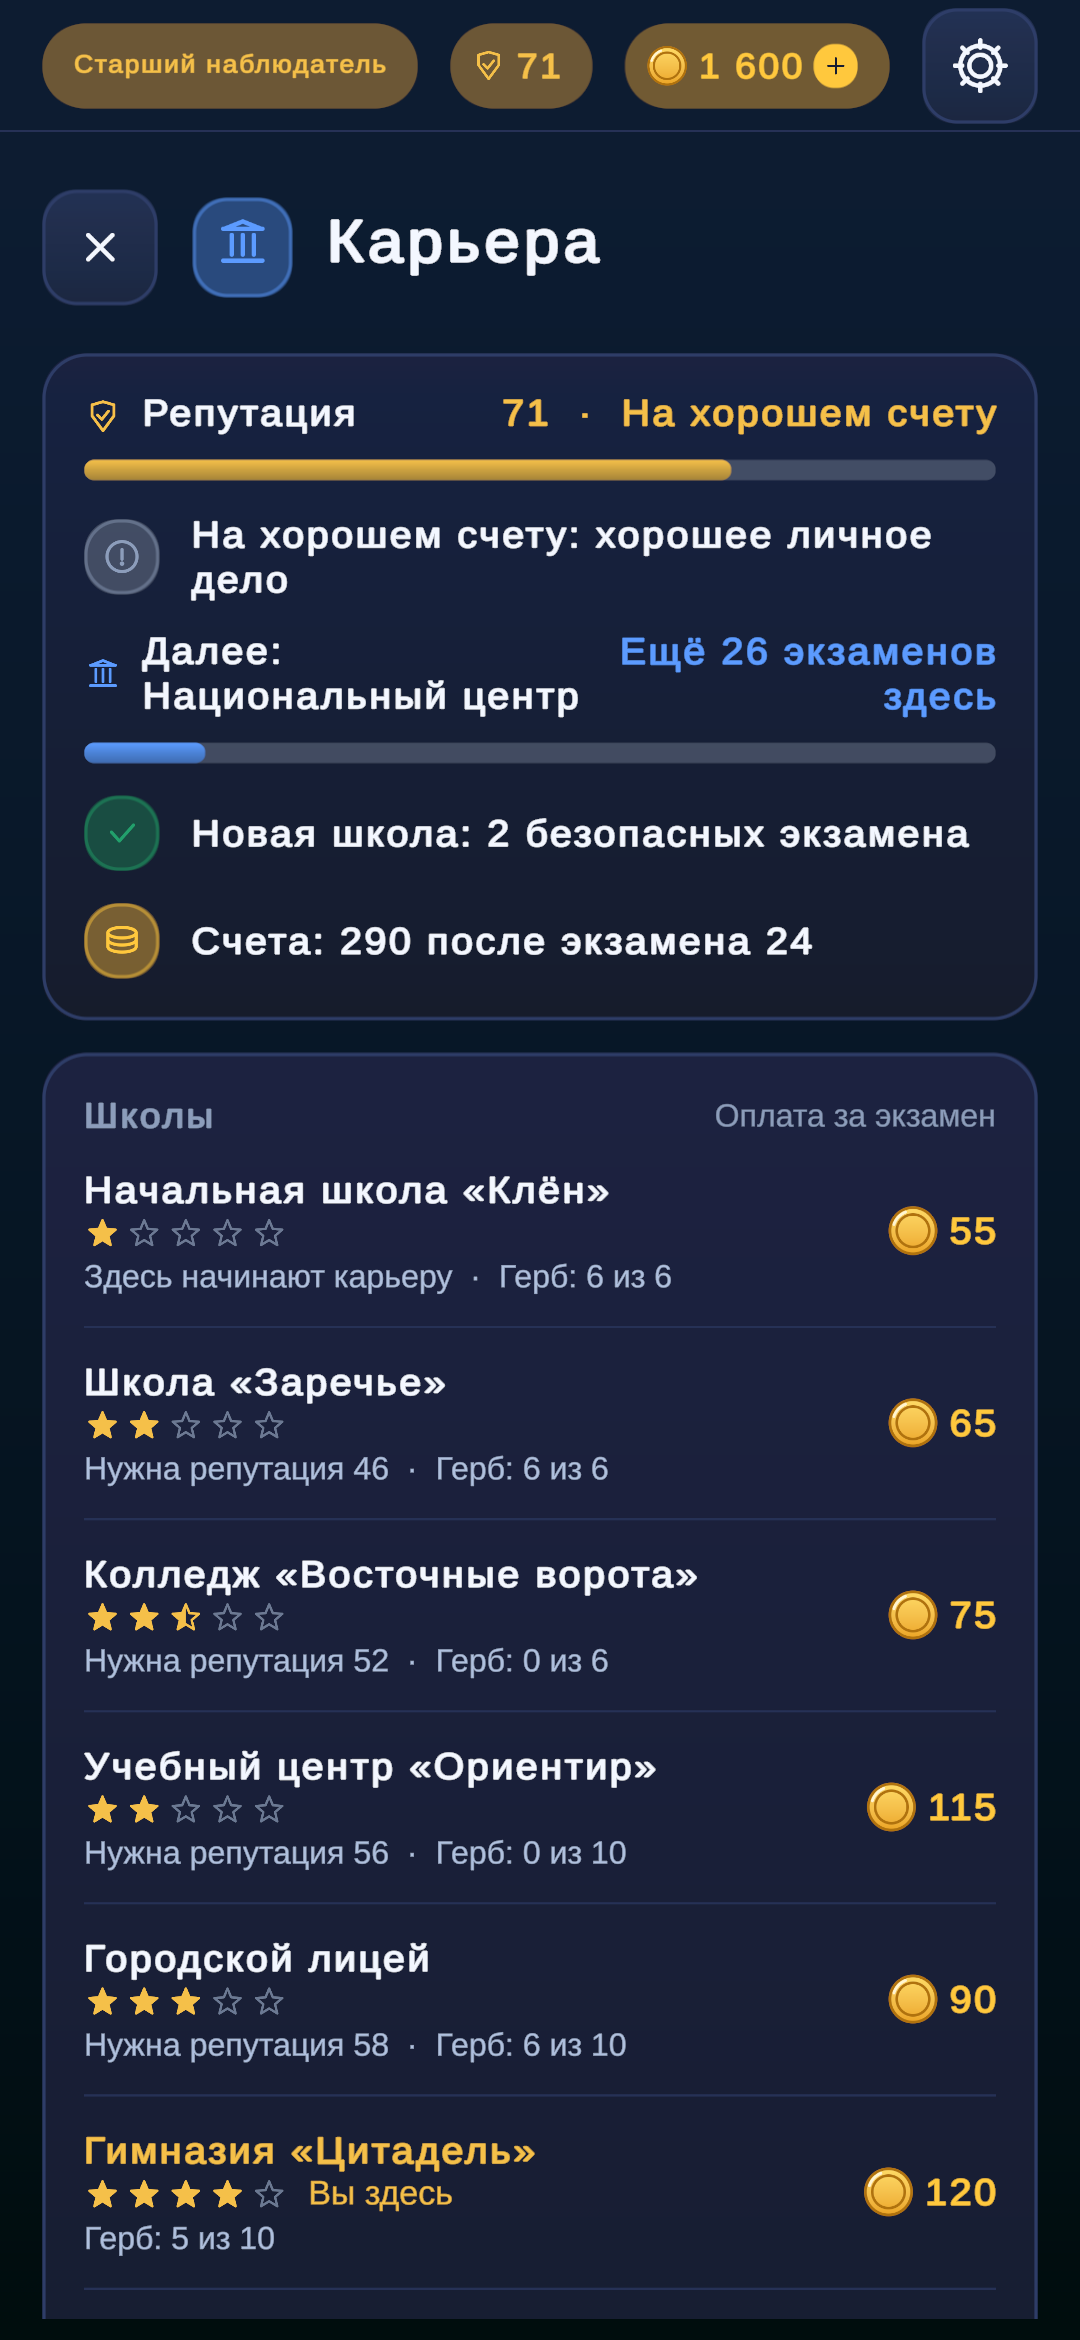 Старший наблюдатель 71 1 600
Карьера
Репутация 71 · На хорошем счету
На хорошем счету: хорошее личное
дело
Далее: Ещё 26 экзаменов
Национальный центр здесь
Новая школа: 2 безопасных экзамена
Счета: 290 после экзамена 24
Школы Оплата за экзамен
Начальная школа «Клён»
55
Здесь начинают карьеру · Герб: 6 из 6
Школа «Заречье»
65
Нужна репутация 46 · Герб: 6 из 6
Колледж «Восточные ворота»
75
Нужна репутация 52 · Герб: 0 из 6
Учебный центр «Ориентир»
115
Нужна репутация 56 · Герб: 0 из 10
Городской лицей
90
Нужна репутация 58 · Герб: 6 из 10
Гимназия «Цитадель»
Вы здесь 120
Герб: 5 из 10